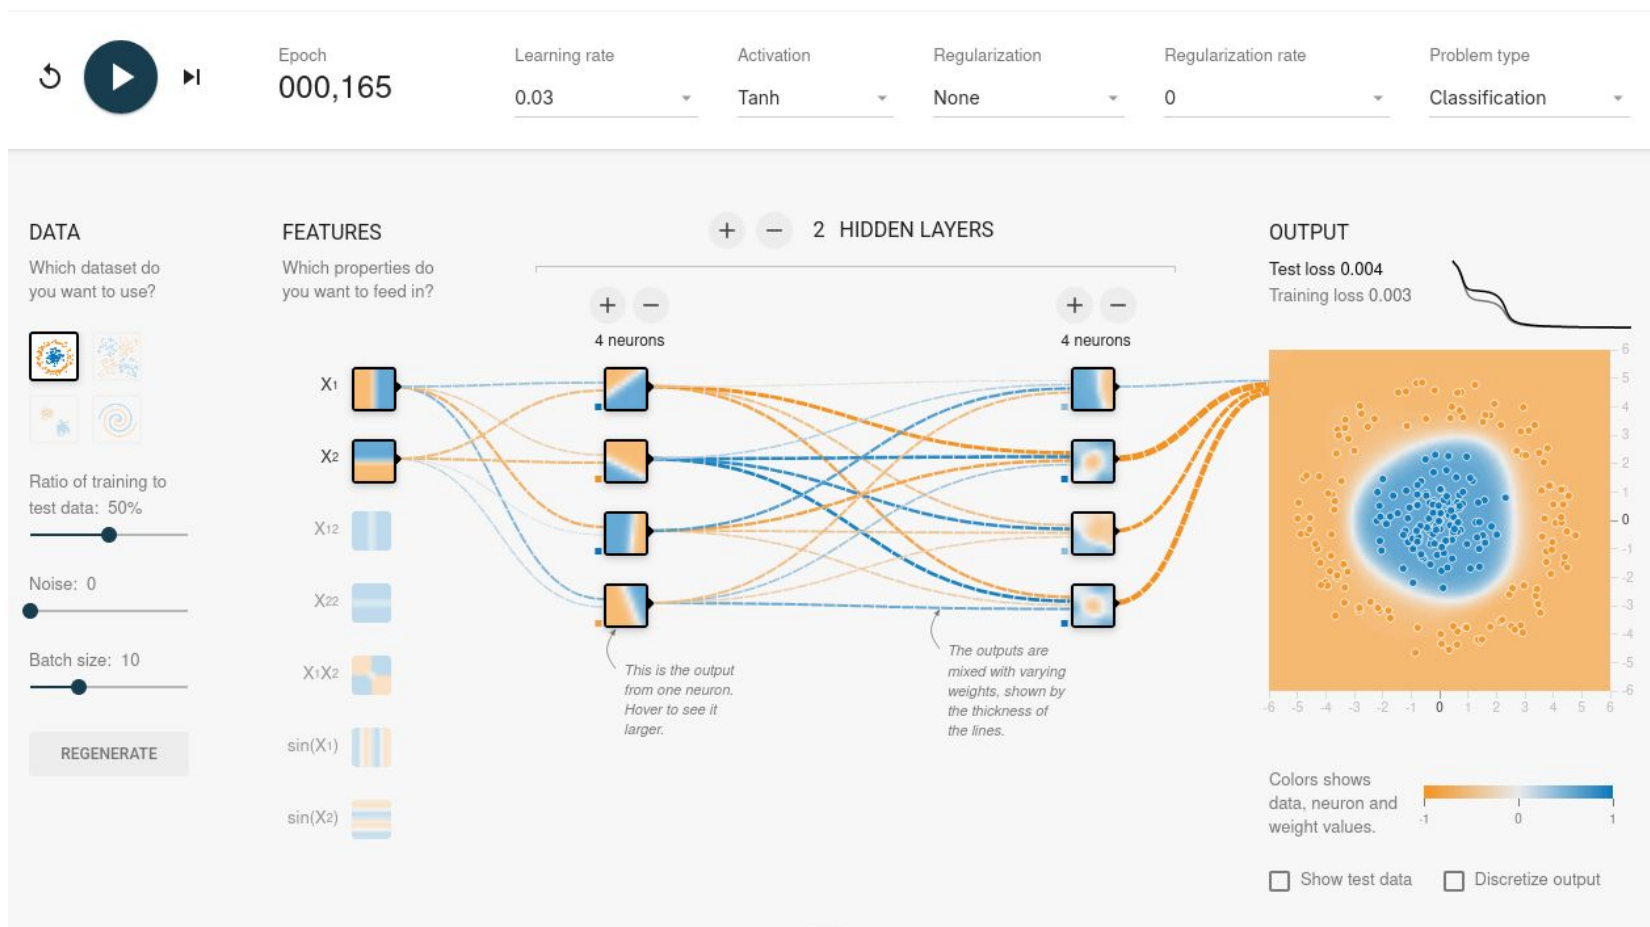 Epoch
000,165
Learning rate
0.03
Activation
Tanh
Regularization
None
Regularization rate
0
Problem type
Classification
DATA
Which dataset do
you want to use?
Ratio of training to
test data: 50%
Noise: 0
Batch size: 10
REGENERATE
FEATURES
Which properties do
you want to feed in?
X1
X2
X12
X22
X1X2
sin(X1)
sin(X2)
2 HIDDEN LAYERS
4 neurons
4 neurons
This is the output
from one neuron.
Hover to see it
larger.
The outputs are
mixed with varying
weights, shown by
the thickness of
the lines.
OUTPUT
Test loss 0.004
Training loss 0.003
6
5
4
3
2
1
0
-1
-2
-3
-4
-5
-6
-6 -5 -4 -3 -2 -1 0 1 2 3 4 5 6
Colors shows
data, neuron and
weight values.
-1 0 1
Show test data
Discretize output